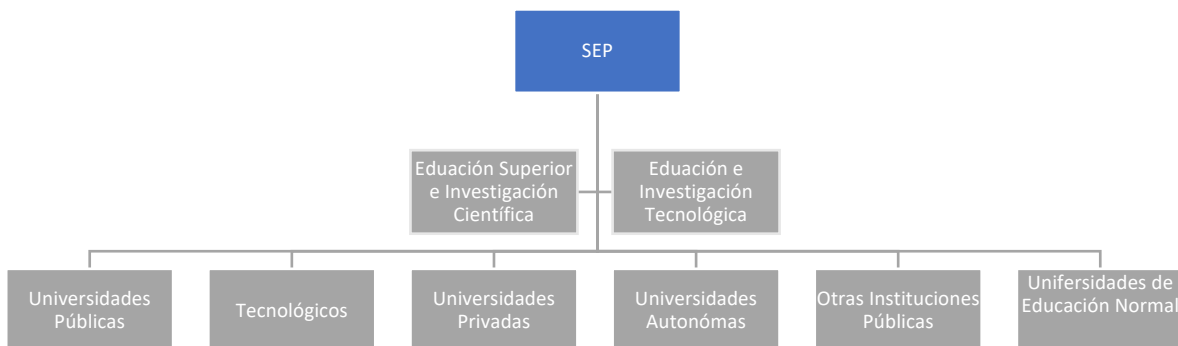 SEP
Eduación Superior
e Investigación
Científica
Eduación e
Investigación
Tecnológica
Universidades
Públicas
Tecnológicos
Universidades
Privadas
Universidades
Autonómas
Otras Instituciones
Públicas
Unifersidades de
Educación Normal